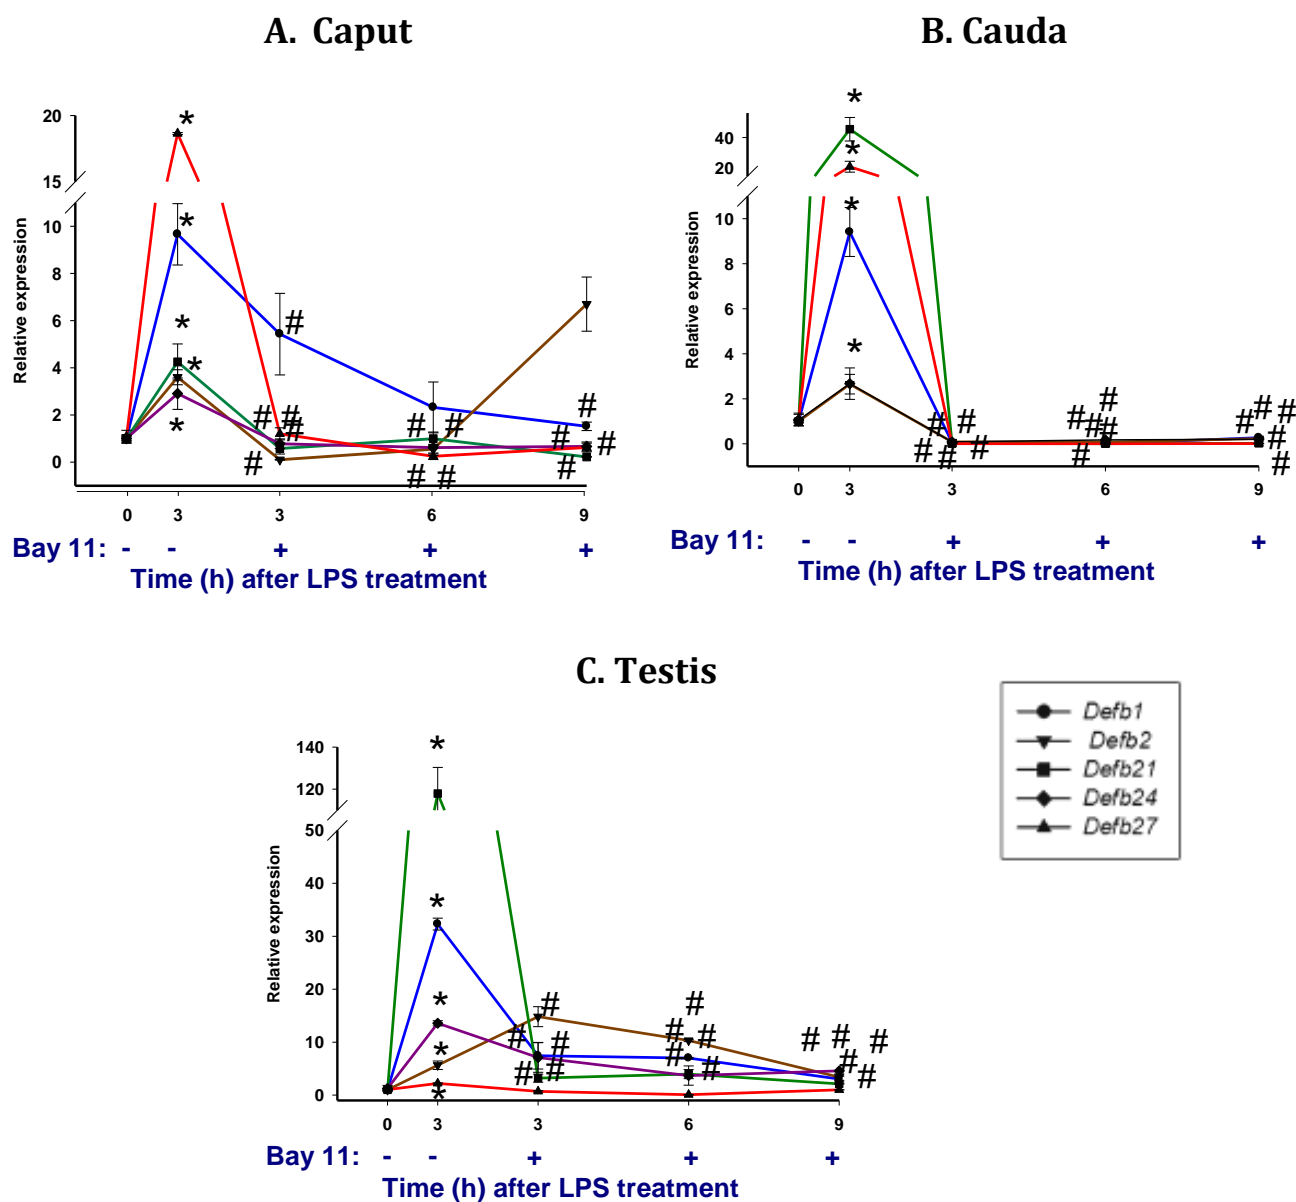 A. Caput
B. Cauda
20
15
10
8
6
4
2
0
Relative expression
* * * * *
# # # # # # # # # # # #
0 3 3 6 9
Bay 11: - - + + +
Time (h) after LPS treatment
40
20
10
8
6
4
2
0
Relative expression
* * * *
# # # # # # # # # # # # # #
0 3 3 6 9
Bay 11: - - + + +
Time (h) after LPS treatment
C. Testis
140
120
50
40
30
20
10
0
Relative expression
* * * * *
# # # # # # # # # # # # # # #
0 3 3 6 9
Bay 11: - - + + +
Time (h) after LPS treatment
Defb1
Defb2
Defb21
Defb24
Defb27